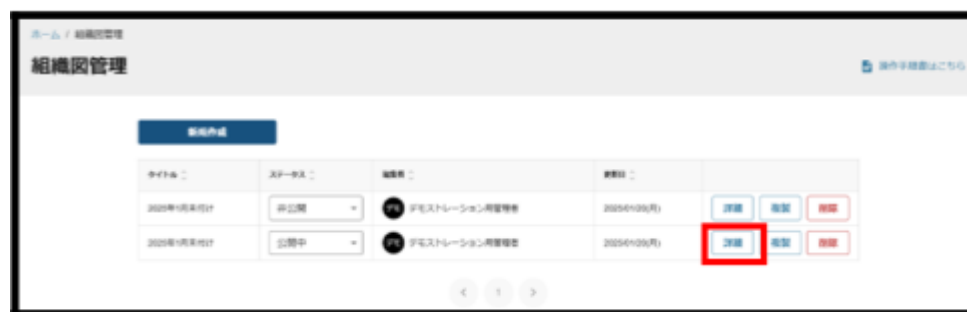 ホーム / 組織図管理
組織図管理
操作手順書はこちら
新規作成
タイトル ステータス 編集者 更新日
2025年1月末付け 非公開 デモ デモストレーション用管理者 2025/01/20(月) 詳細 複製 削除
2025年1月末付け 公開中 デモ デモストレーション用管理者 2025/01/20(月) 詳細 複製 削除
1